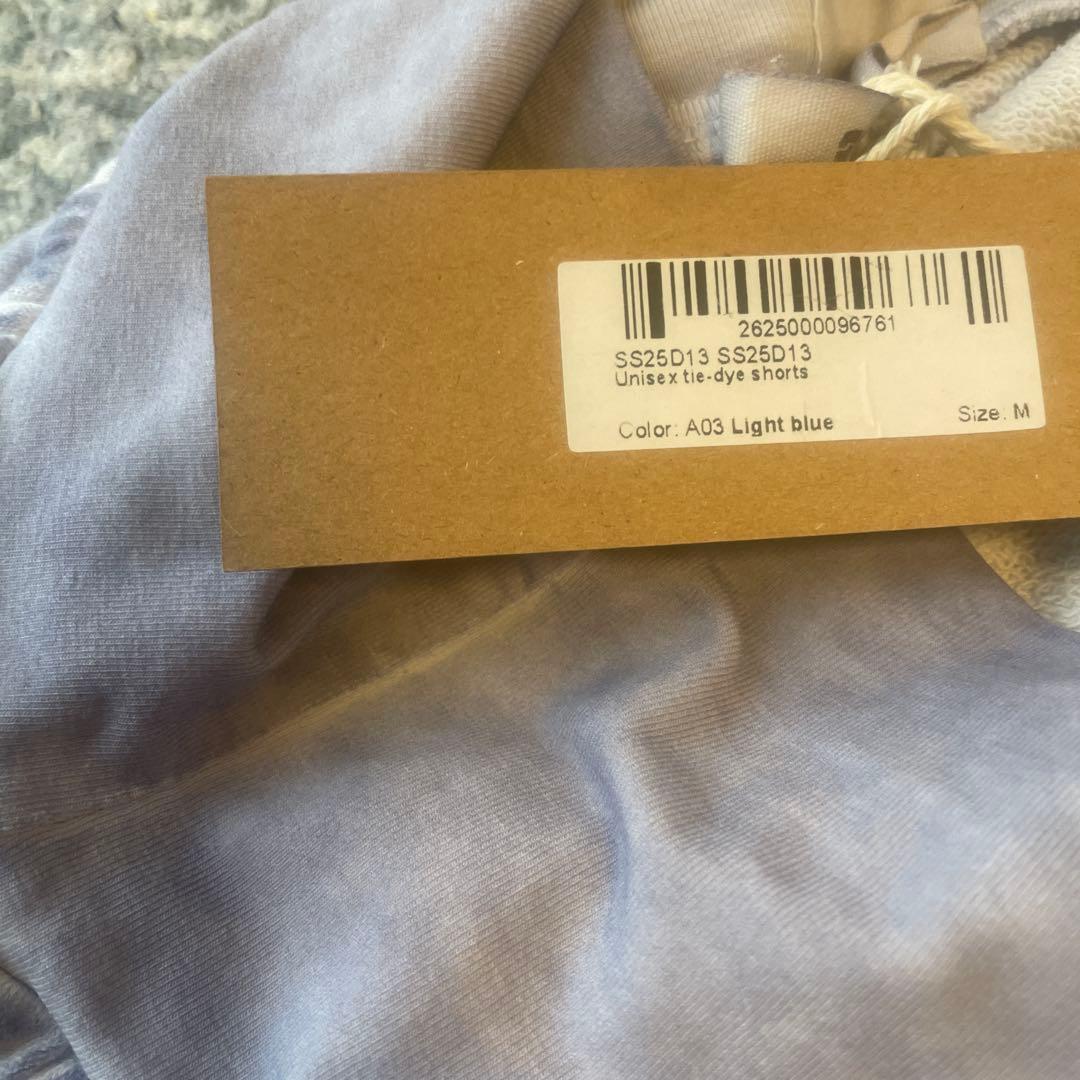 2625000096761
SS25D13 SS25D13
Unisex tie-dye shorts
Color: A03 Light blue
Size: M